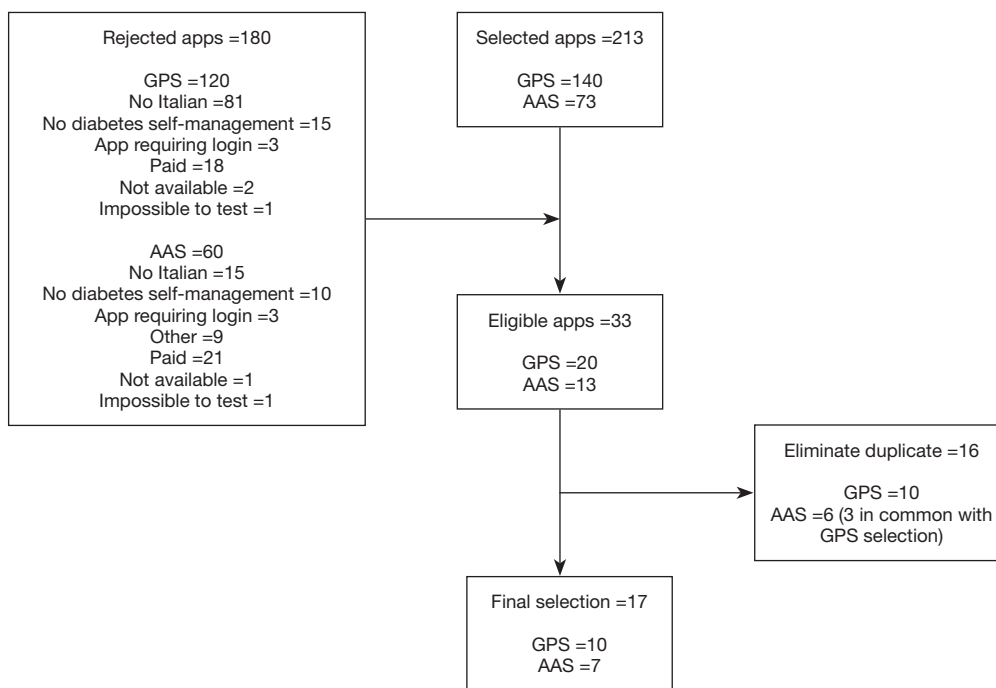 Rejected apps =180
GPS =120
No Italian =81
No diabetes self-management =15
App requiring login =3
Paid =18
Not available =2
Impossible to test =1
AAS =60
No Italian =15
No diabetes self-management =10
App requiring login =3
Other =9
Paid =21
Not available =1
Impossible to test =1
Selected apps =213
GPS =140
AAS =73
Eligible apps =33
GPS =20
AAS =13
Eliminate duplicate =16
GPS =10
AAS =6 (3 in common with
GPS selection)
Final selection =17
GPS =10
AAS =7